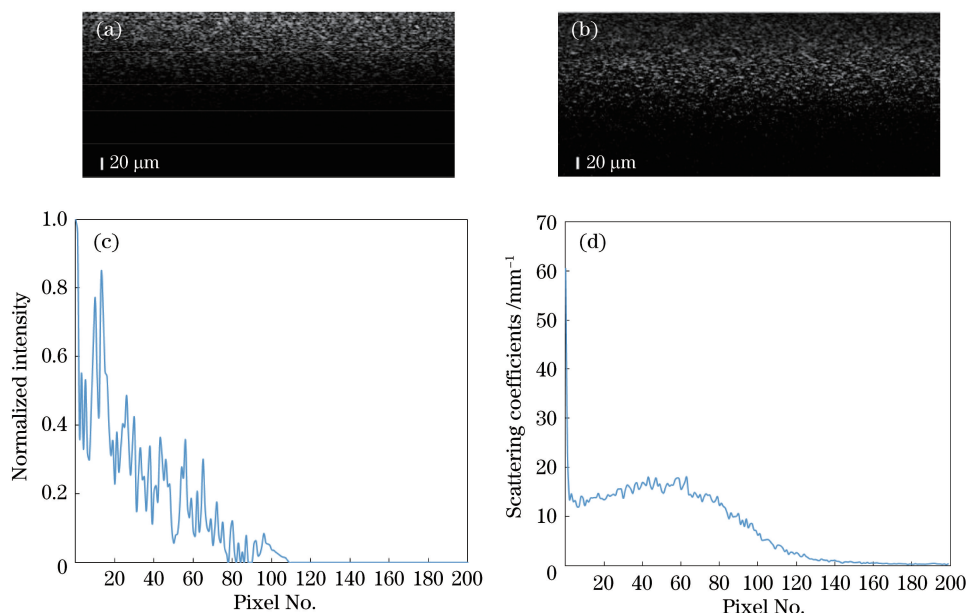 (a)
20 μm
(b)
20 μm
(c)
1.0
0.8
0.6
0.4
0.2
0
20 40 60 80 100 120 140 160 180 200
Pixel No.
Normalized intensity
(d)
70
60
50
40
30
20
10
0
20 40 60 80 100 120 140 160 180 200
Pixel No.
Scattering coefficients /mm⁻¹